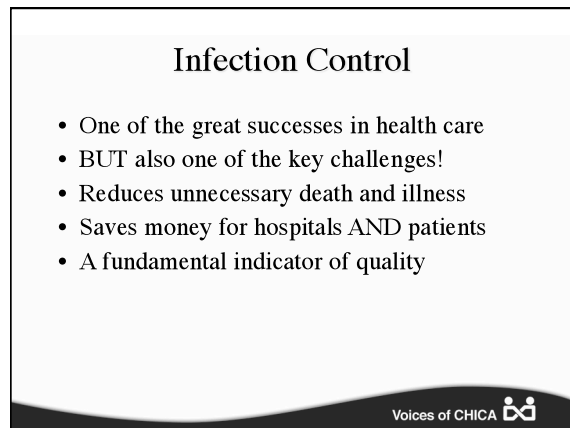 Infection Control
• One of the great successes in health care
• BUT also one of the key challenges!
• Reduces unnecessary death and illness
• Saves money for hospitals AND patients
• A fundamental indicator of quality
Voices of CHICA